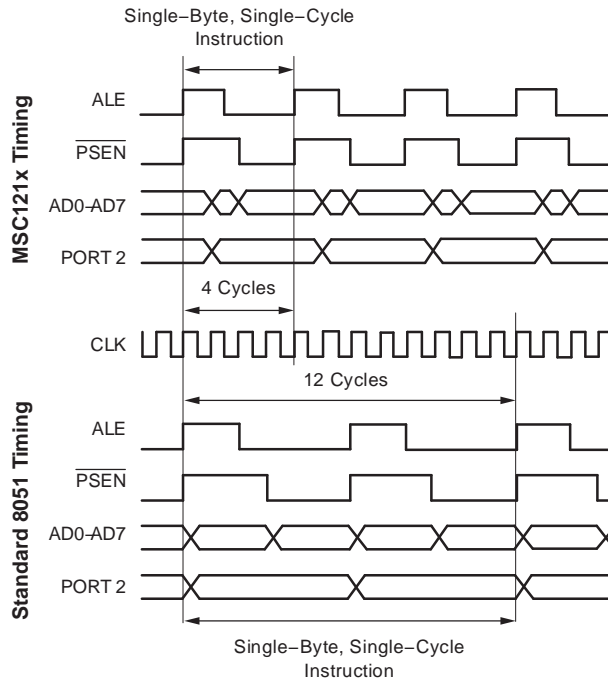 Single–Byte, Single–Cycle
Instruction
MSC121x Timing
ALE
PSEN
AD0-AD7
PORT 2
4 Cycles
CLK
12 Cycles
Standard 8051 Timing
ALE
PSEN
AD0-AD7
PORT 2
Single–Byte, Single–Cycle
Instruction